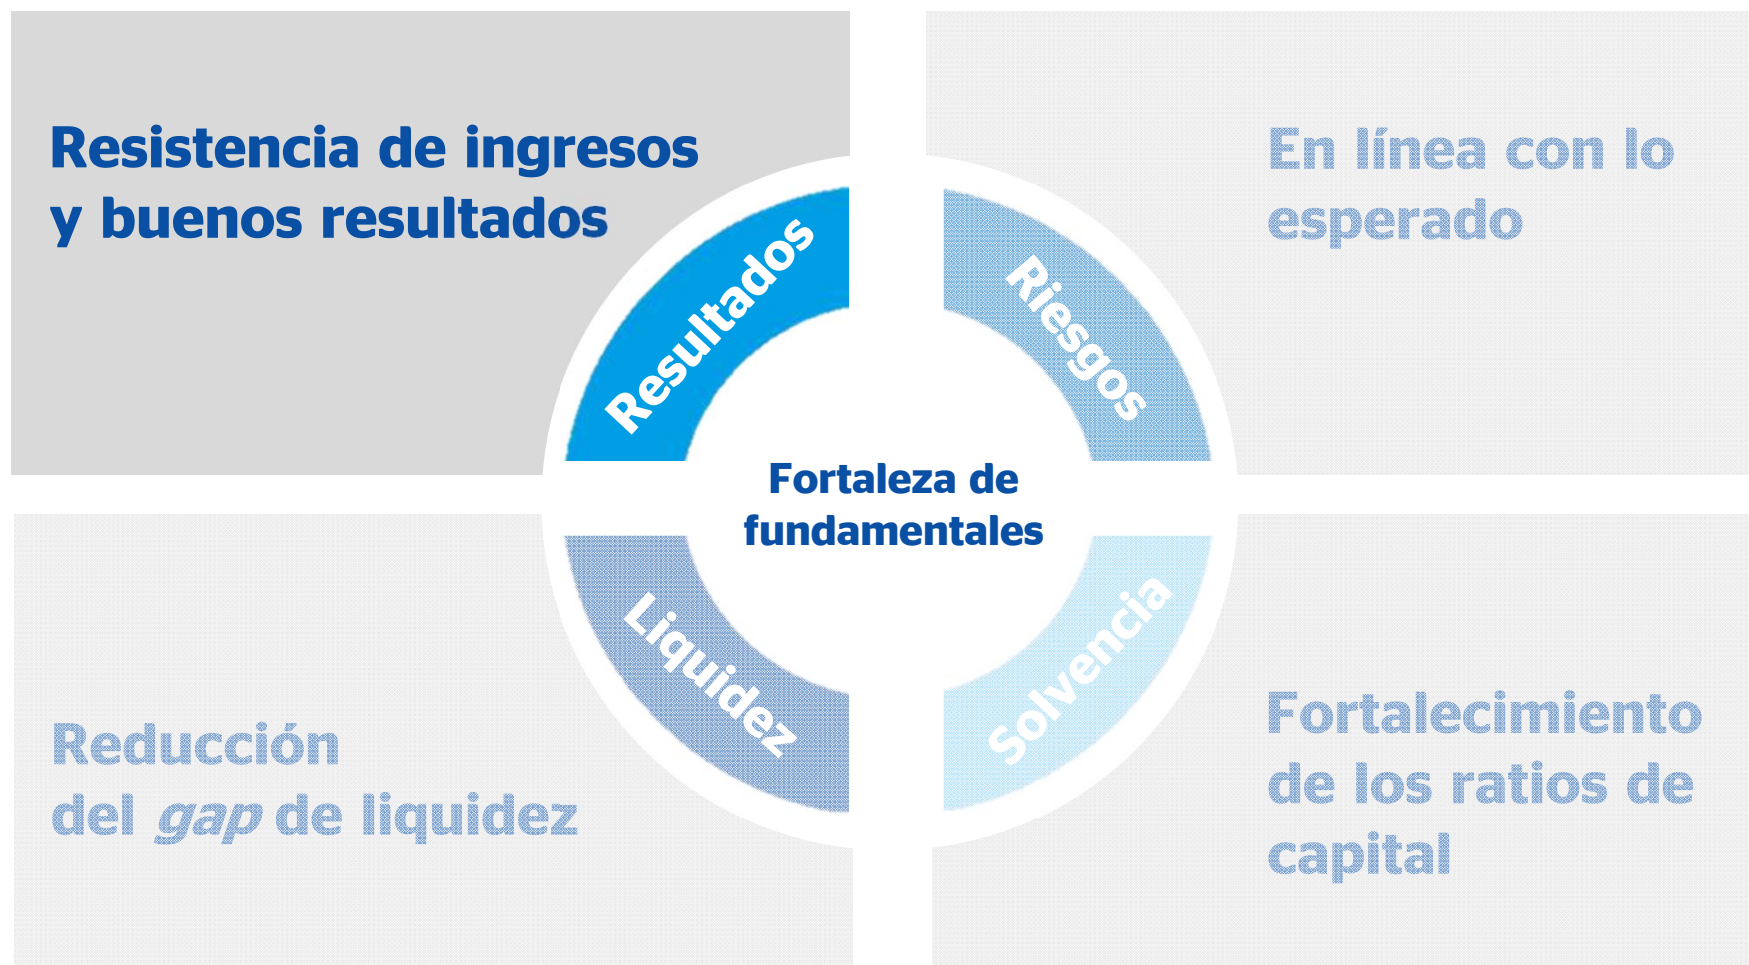 Resistencia de ingresos
y buenos resultados
En línea con lo
esperado
Resultados
Riesgos
Fortaleza de
fundamentales
Liquidez
Solvencia
Reducción
del gap de liquidez
Fortalecimiento
de los ratios de
capital